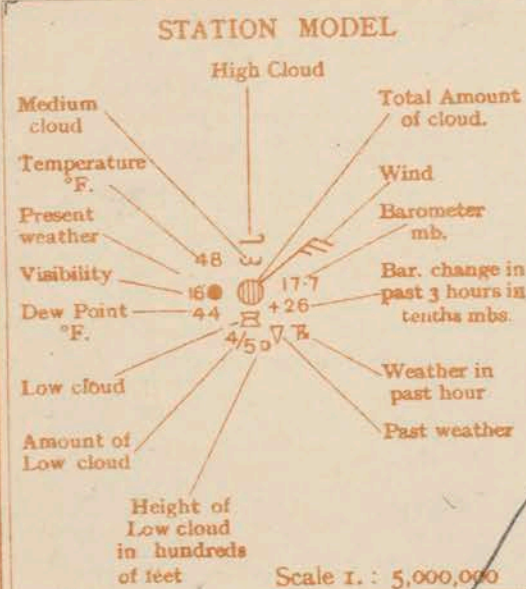 STATION MODEL
High Cloud
Medium
cloud
Total Amount
of cloud.
Temperature
°F.
Wind
Present
weather
Barometer
mb.
Visibility
Bar. change in
past 3 hours in
tenths mbs.
Dew Point
°F.
48
16
17.7
44
+26
4/5
Low cloud
Weather in
past hour
Amount of
Low cloud
Past weather
Height of
Low cloud
in hundreds
of feet
Scale 1. : 5,000,000